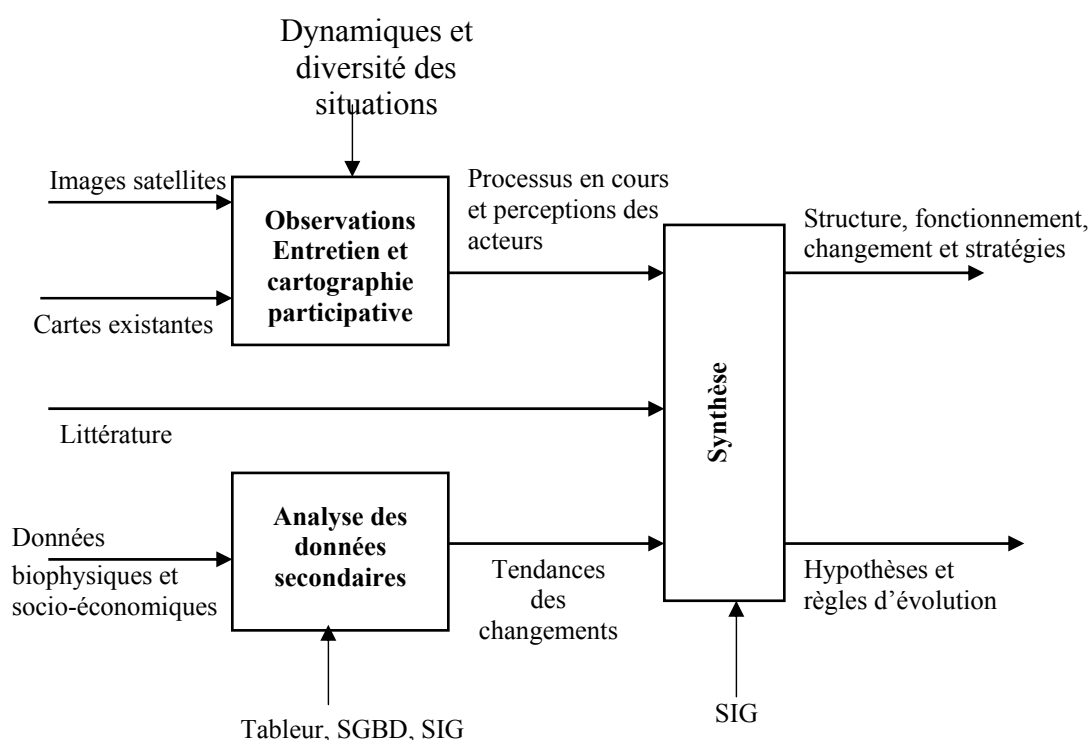 Dynamiques et
diversité des
situations
Images satellites
Cartes existantes
Observations
Entretien et
cartographie
participative
Processus en cours
et perceptions des
acteurs
Structure, fonctionnement,
changement et stratégies
Littérature
Synthèse
Données
biophysiques et
socio-économiques
Analyse des
données
secondaires
Tendances
des
changements
Hypothèses et
règles d’évolution
Tableur, SGBD, SIG
SIG